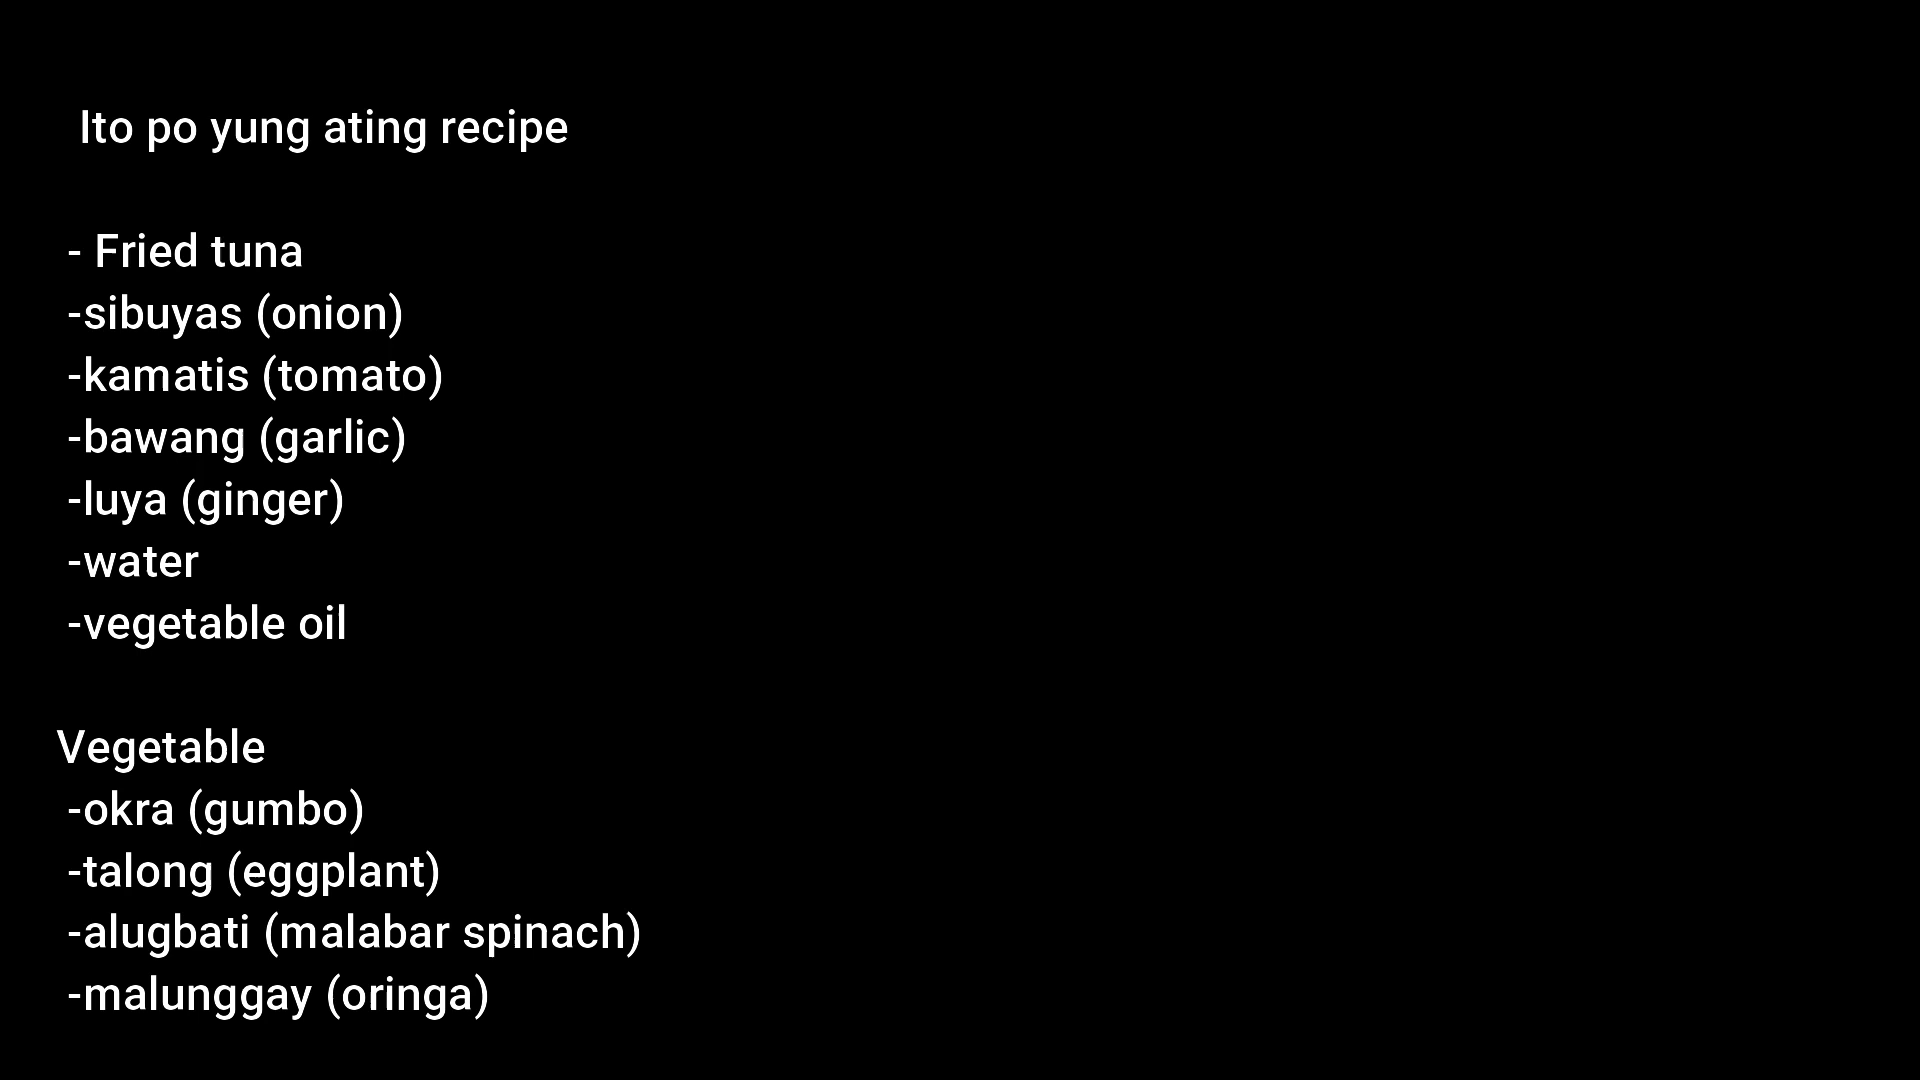 Ito po yung ating recipe
- Fried tuna
-sibuyas (onion)
-kamatis (tomato)
-bawang (garlic)
-luya (ginger)
-water
-vegetable oil
Vegetable
-okra (gumbo)
-talong (eggplant)
-alugbati (malabar spinach)
-malunggay (oringa)